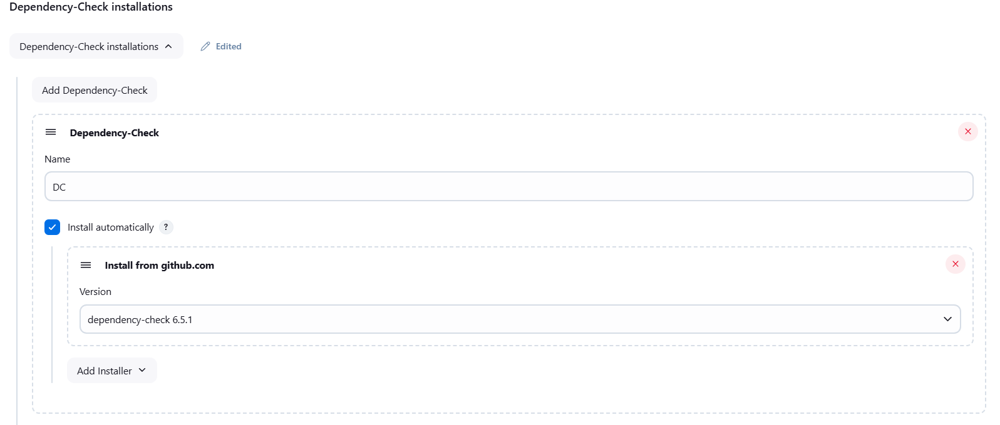 Dependency-Check installations
Dependency-Check installations
Edited
Add Dependency-Check
Dependency-Check
Name
DC
Install automatically ?
Install from github.com
Version
dependency-check 6.5.1
Add Installer